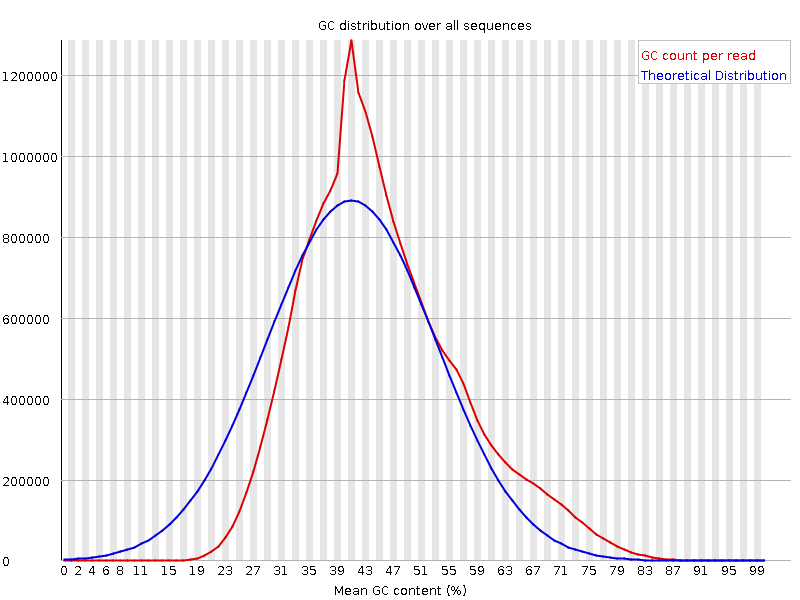 GC distribution over all sequences
GC count per read
Theoretical Distribution
1200000
1000000
800000
600000
400000
200000
0
0 2 4 6 8 11 15 19 23 27 31 35 39 43 47 51 55 59 63 67 71 75 79 83 87 91 95 99
Mean GC content (%)